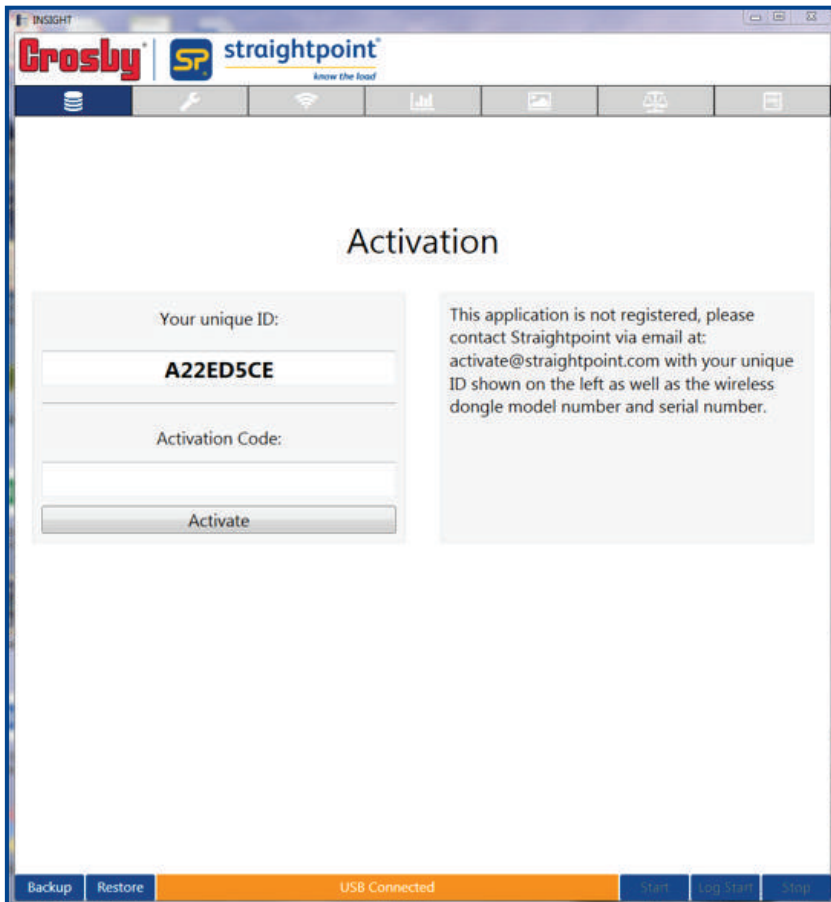 INSIGHT
Crosby
SP straightpoint®
know the load
Activation
Your unique ID:
A22ED5CE
Activation Code:
Activate
This application is not registered, please
contact Straightpoint via email at:
activate@straightpoint.com with your unique
ID shown on the left as well as the wireless
dongle model number and serial number.
Backup Restore USB Connected Start Log Start Stop